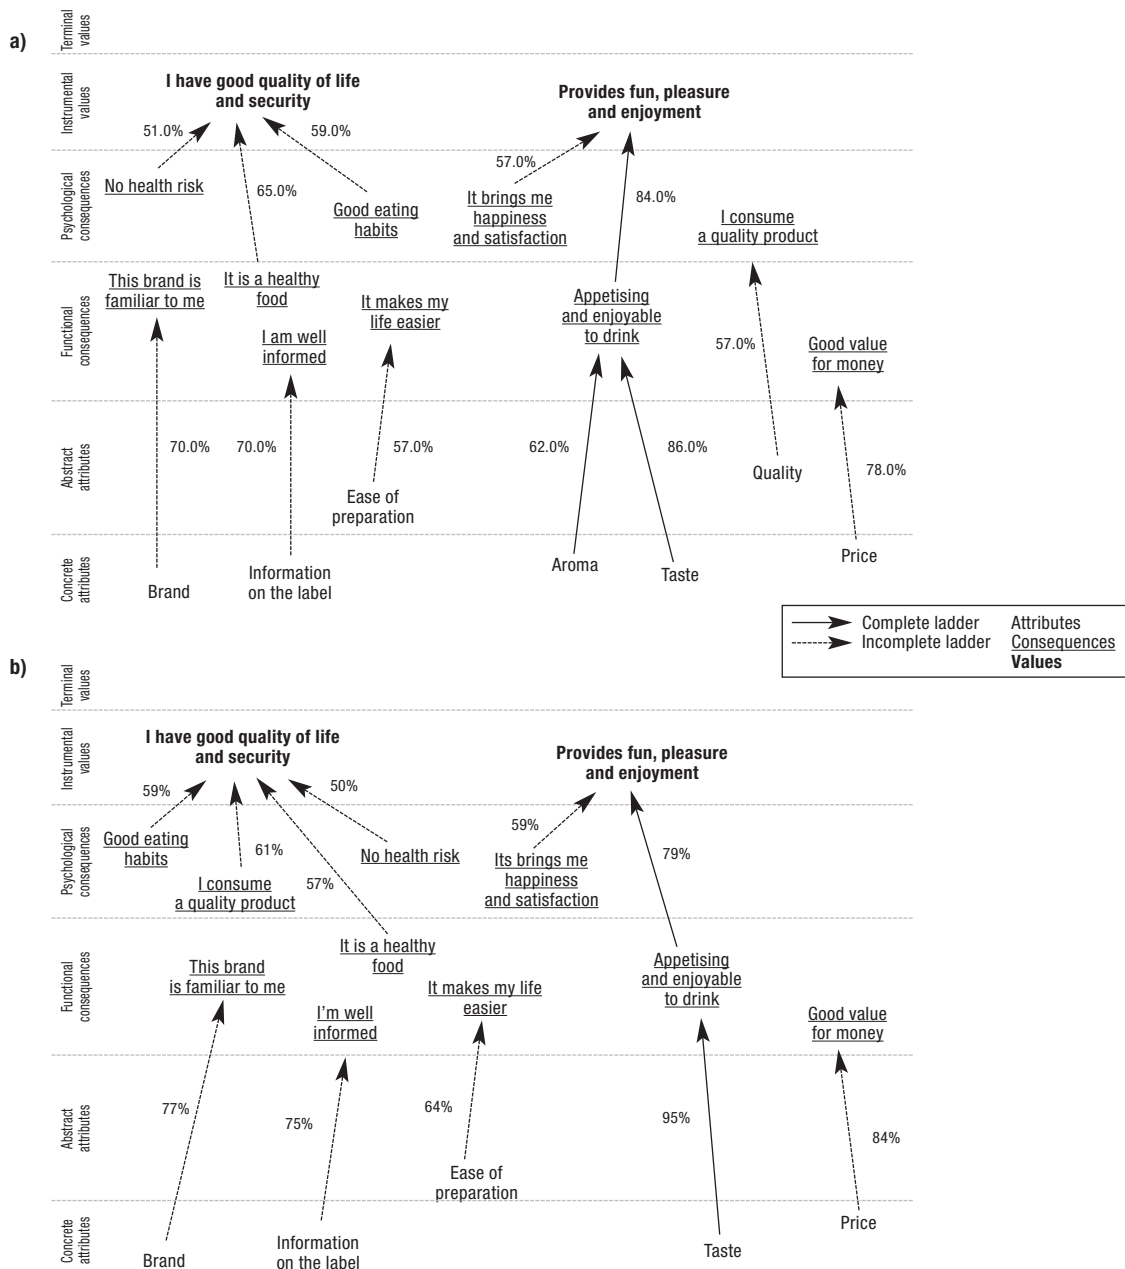 a)
Terminal
values
Instrumental
values
I have good quality of life
and security
Provides fun, pleasure
and enjoyment
51.0%
59.0%
57.0%
Psychological
consequences
No health risk
65.0%
Good eating
habits
It brings me
happiness
and satisfaction
84.0%
I consume
a quality product
Functional
consequences
This brand is
familiar to me
It is a healthy
food
I am well
informed
It makes my
life easier
Appetising
and enjoyable
to drink
57.0%
Good value
for money
Abstract
attributes
70.0%
70.0%
57.0%
62.0%
86.0%
Quality
78.0%
Ease of
preparation
Concrete
attributes
Brand
Information
on the label
Aroma
Taste
Price
Complete ladder
Incomplete ladder
Attributes
Consequences
Values
b)
Terminal
values
Instrumental
values
I have good quality of life
and security
Provides fun, pleasure
and enjoyment
59%
50%
59%
Psychological
consequences
Good eating
habits
61%
I consume
a quality product
57%
No health risk
Its brings me
happiness
and satisfaction
79%
Functional
consequences
This brand
is familiar to me
It is a healthy
food
I'm well
informed
It makes my life
easier
Appetising
and enjoyable
to drink
Good value
for money
Abstract
attributes
77%
75%
64%
95%
84%
Ease of
preparation
Concrete
attributes
Brand
Information
on the label
Taste
Price